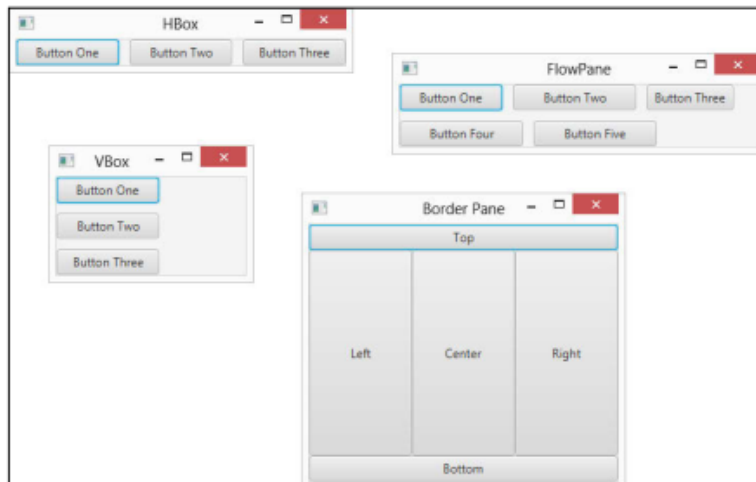 HBox
Button One Button Two Button Three
FlowPane
Button One Button Two Button Three
Button Four Button Five
VBox
Button One
Button Two
Button Three
Border Pane
Top
Left Center Right
Bottom